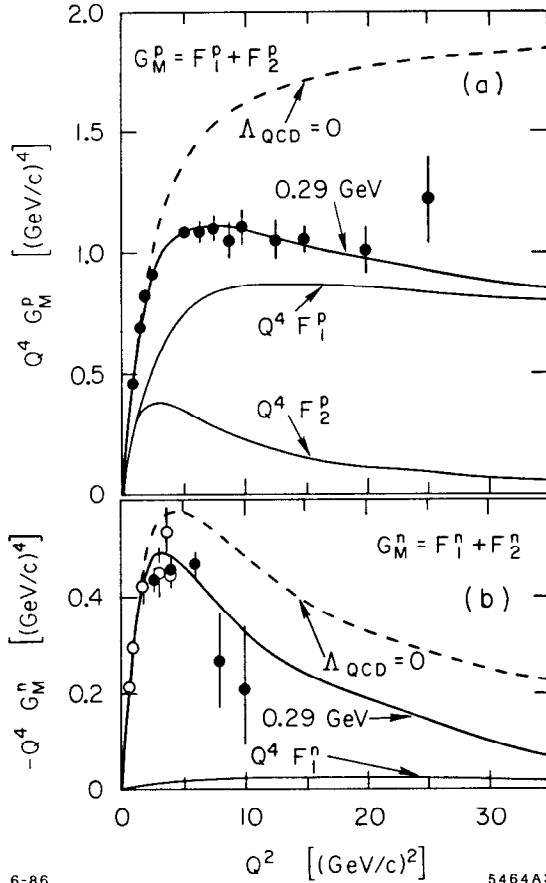 G_M^p = F_1^p + F_2^p
(a)
Λ_QCD = 0
0.29 GeV
Q^4 F_1^p
Q^4 F_2^p
Q^4 G_M^p [(GeV/c)^4]
2.0
1.5
1.0
0.5
0
G_M^n = F_1^n + F_2^n
(b)
Λ_QCD = 0
0.29 GeV
Q^4 F_1^n
-Q^4 G_M^n [(GeV/c)^4]
0.4
0.2
0
0 10 20 30
Q^2 [(GeV/c)^2]
6-86